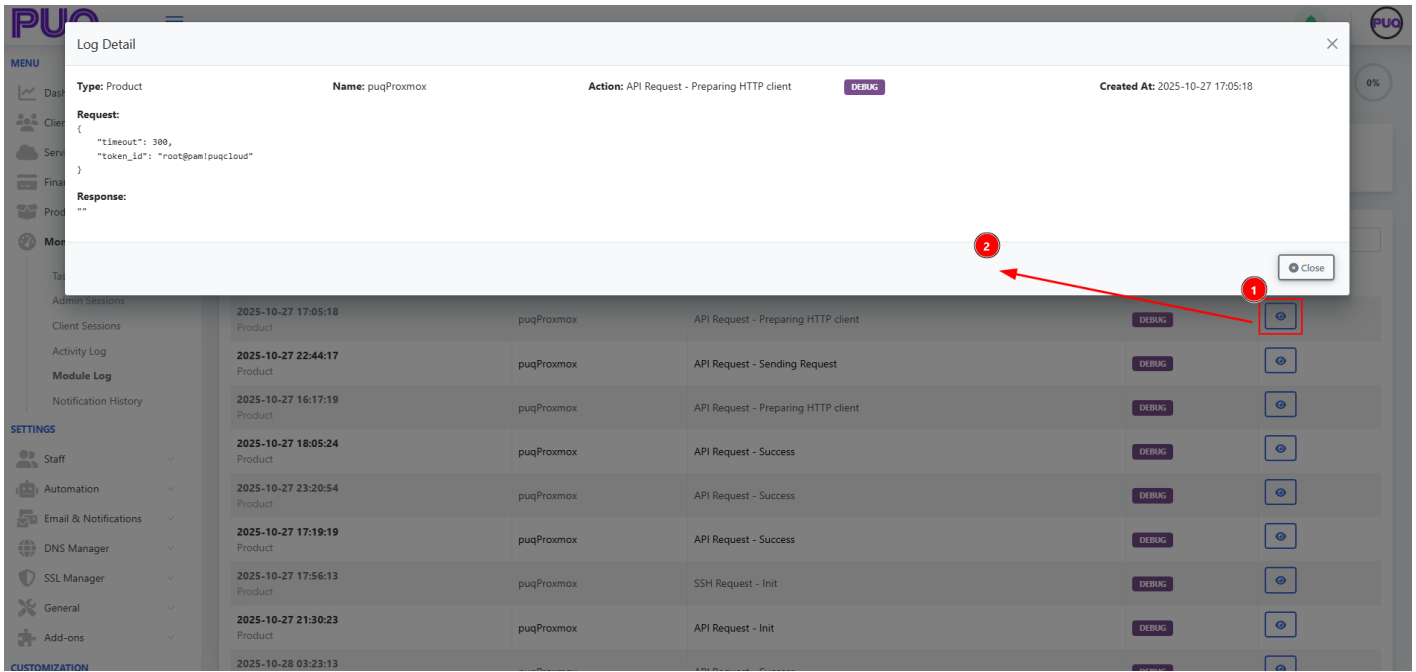 PUQ
PUQ
Log Detail
MENU
Dash
Type: Product
Name: puqProxmox
Action: API Request - Preparing HTTP client
DEBUG
Created At: 2025-10-27 17:05:18
0%
Clien
Request:
{
"timeout": 300,
"token_id": "root@pam!puqcloud"
}
Servi
Finan
Response:
""
Prod
Mon
2
Close
Tas
1
Admin Sessions
2025-10-27 17:05:18
Product
puqProxmox
API Request - Preparing HTTP client
DEBUG
Client Sessions
Activity Log
2025-10-27 22:44:17
Product
puqProxmox
API Request - Sending Request
DEBUG
Module Log
Notification History
2025-10-27 16:17:19
Product
puqProxmox
API Request - Preparing HTTP client
DEBUG
SETTINGS
Staff
2025-10-27 18:05:24
Product
puqProxmox
API Request - Success
DEBUG
Automation
2025-10-27 23:20:54
Product
puqProxmox
API Request - Success
DEBUG
Email & Notifications
DNS Manager
2025-10-27 17:19:19
Product
puqProxmox
API Request - Success
DEBUG
SSL Manager
2025-10-27 17:56:13
Product
puqProxmox
SSH Request - Init
DEBUG
General
Add-ons
2025-10-27 21:30:23
Product
puqProxmox
API Request - Init
DEBUG
CUSTOMIZATION
2025-10-28 03:23:13